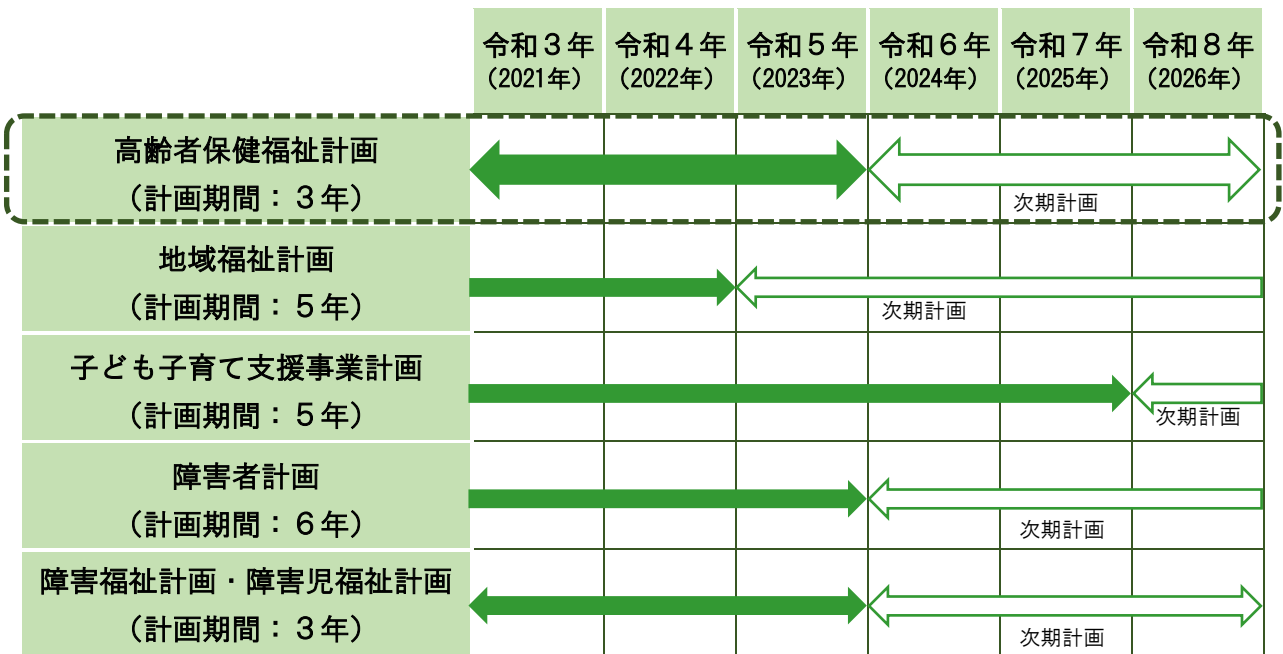 令和３年 令和４年 令和５年 令和６年 令和７年 令和８年
（2021年） （2022年） （2023年） （2024年） （2025年） （2026年）
高齢者保健福祉計画
（計画期間：３年）
次期計画
地域福祉計画
（計画期間：５年）
次期計画
子ども子育て支援事業計画
（計画期間：５年）
次期計画
障害者計画
（計画期間：６年）
次期計画
障害福祉計画・障害児福祉計画
（計画期間：３年）
次期計画